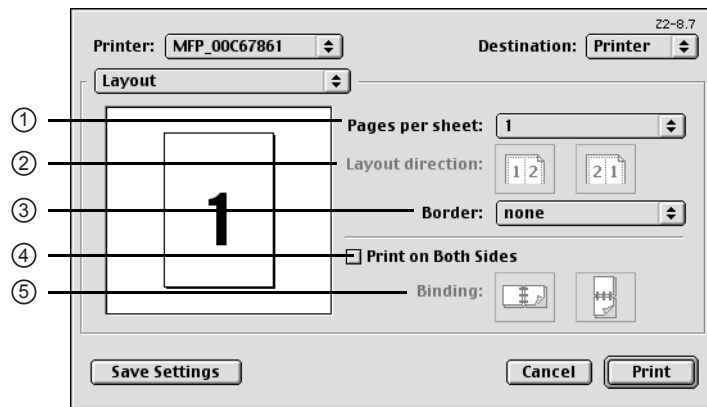 Z2-8.7
Printer: MFP_00C67861 Destination: Printer
Layout
① Pages per sheet: 1
② Layout direction: 1 2 2 1
1
③ Border: none
④ Print on Both Sides
⑤ Binding:
Save Settings Cancel Print